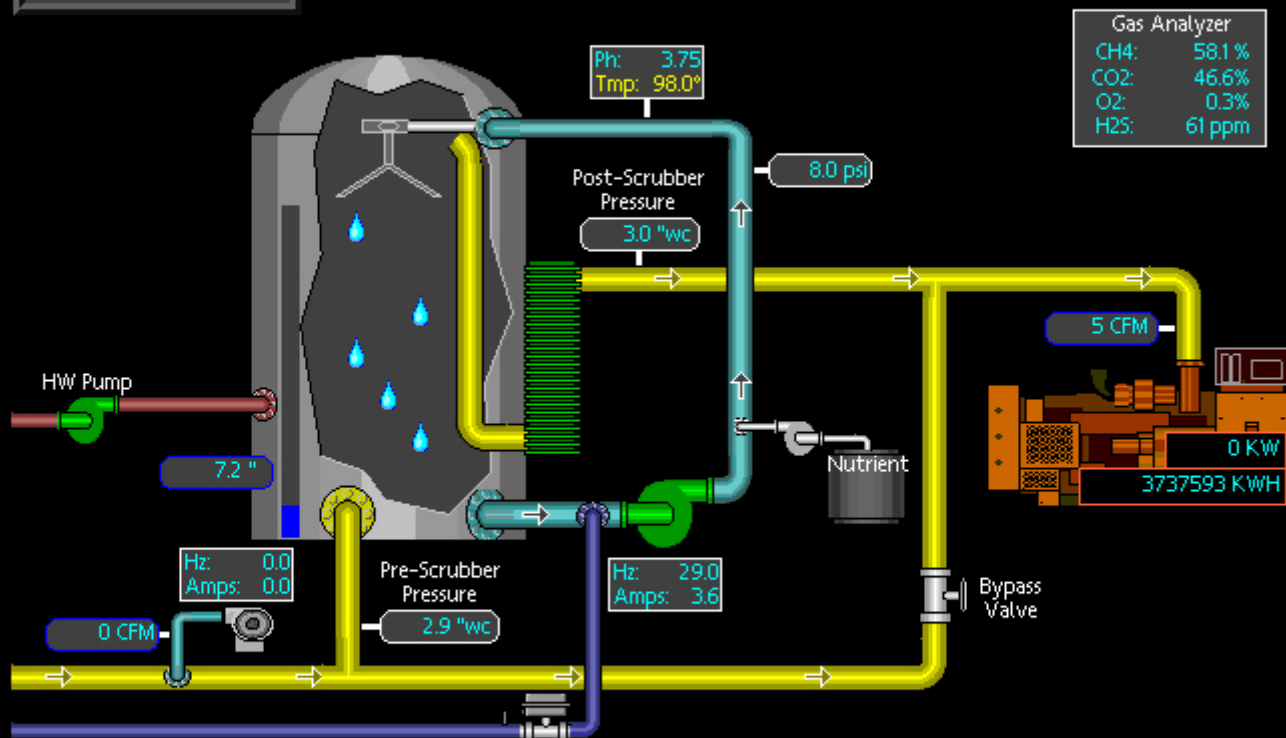 Gas Analyzer
CH4: 58.1%
CO2: 46.6%
O2: 0.3%
H2S: 61 ppm
Ph: 3.75
Tmp: 98.0°
8.0 psi
Post-Scrubber
Pressure
3.0 "wc
5 CFM
HW Pump
7.2 "
Nutrient
0 KW
3737593 KWH
Hz: 0.0
Amps: 0.0
Pre-Scrubber
Pressure
2.9 "wc
Hz: 29.0
Amps: 3.6
Bypass
Valve
0 CFM